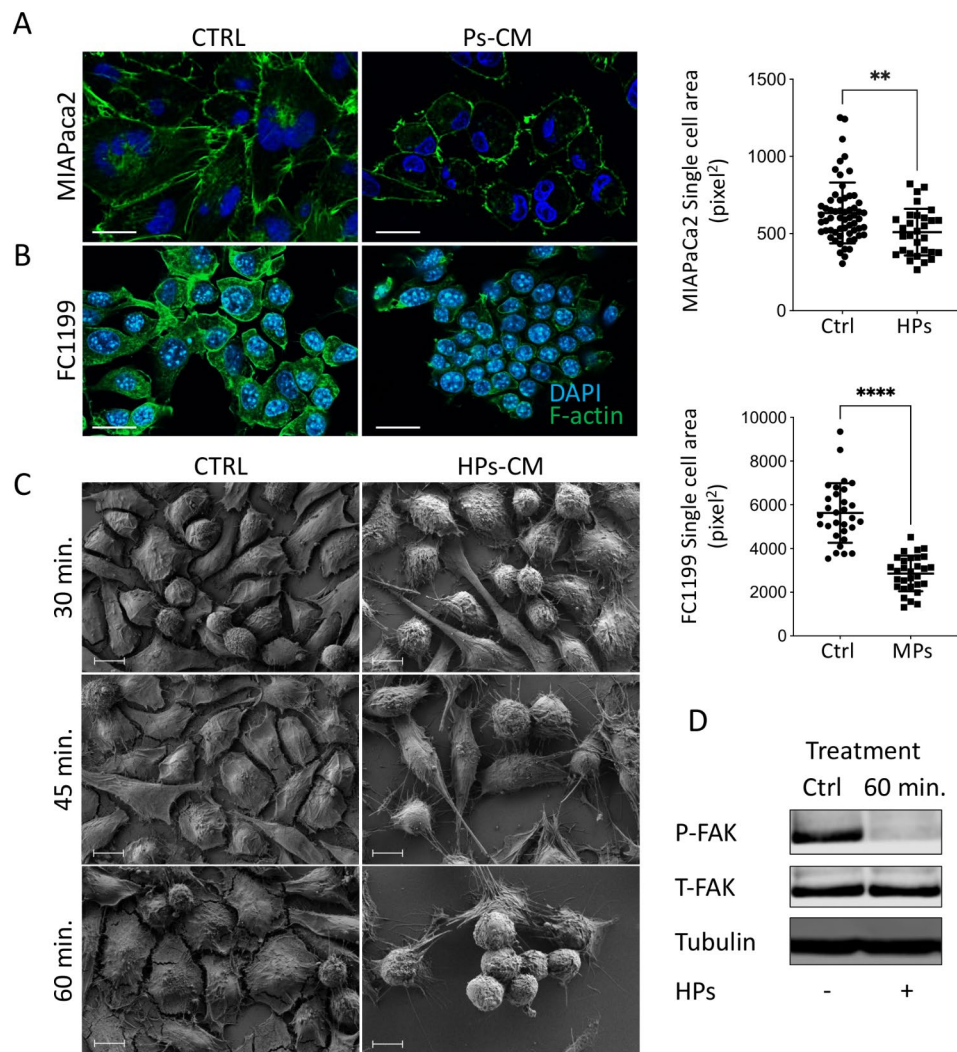 A
CTRL
Ps-CM
MIAPaca2
B
FC1199
DAPI
F-actin
MIAPaCa2 Single cell area
(pixel²)
1500
1000
500
0
**
Ctrl
HPs
FC1199 Single cell area
(pixel²)
10000
8000
6000
4000
2000
0
****
Ctrl
MPs
C
CTRL
HPs-CM
30 min.
45 min.
60 min.
D
Treatment
Ctrl 60 min.
P-FAK
T-FAK
Tubulin
HPs - +